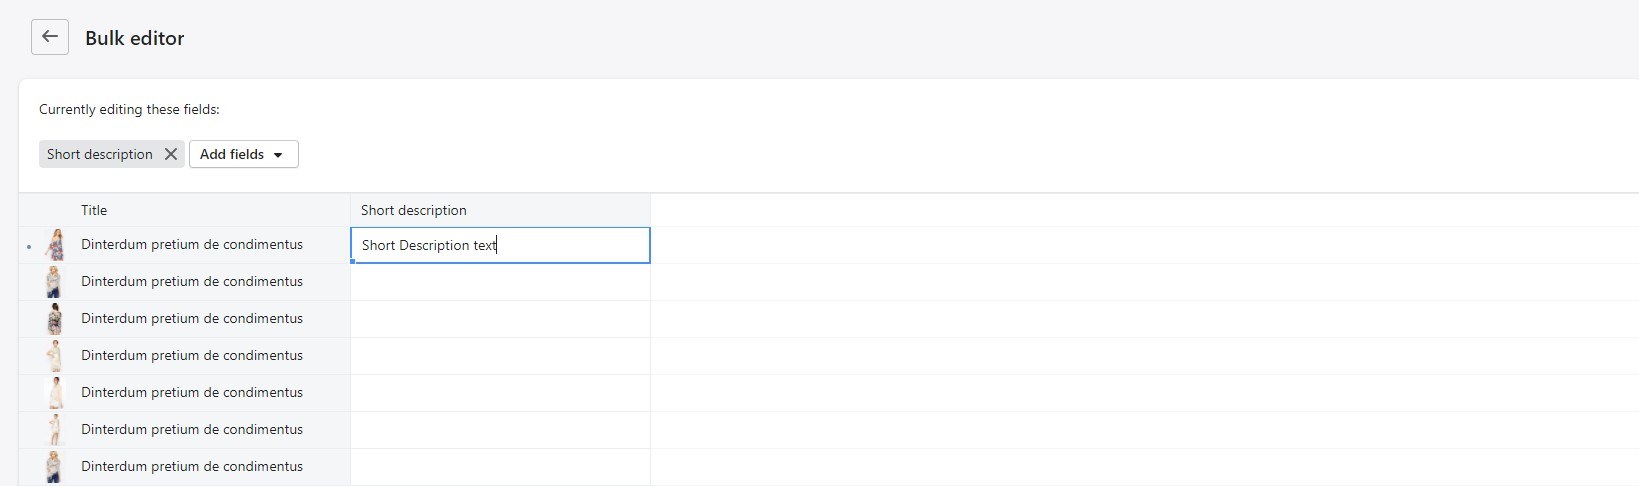 Bulk editor
Currently editing these fields:
Short description Add fields
Title Short description
Dinterdum pretium de condimentus Short Description text
Dinterdum pretium de condimentus
Dinterdum pretium de condimentus
Dinterdum pretium de condimentus
Dinterdum pretium de condimentus
Dinterdum pretium de condimentus
Dinterdum pretium de condimentus